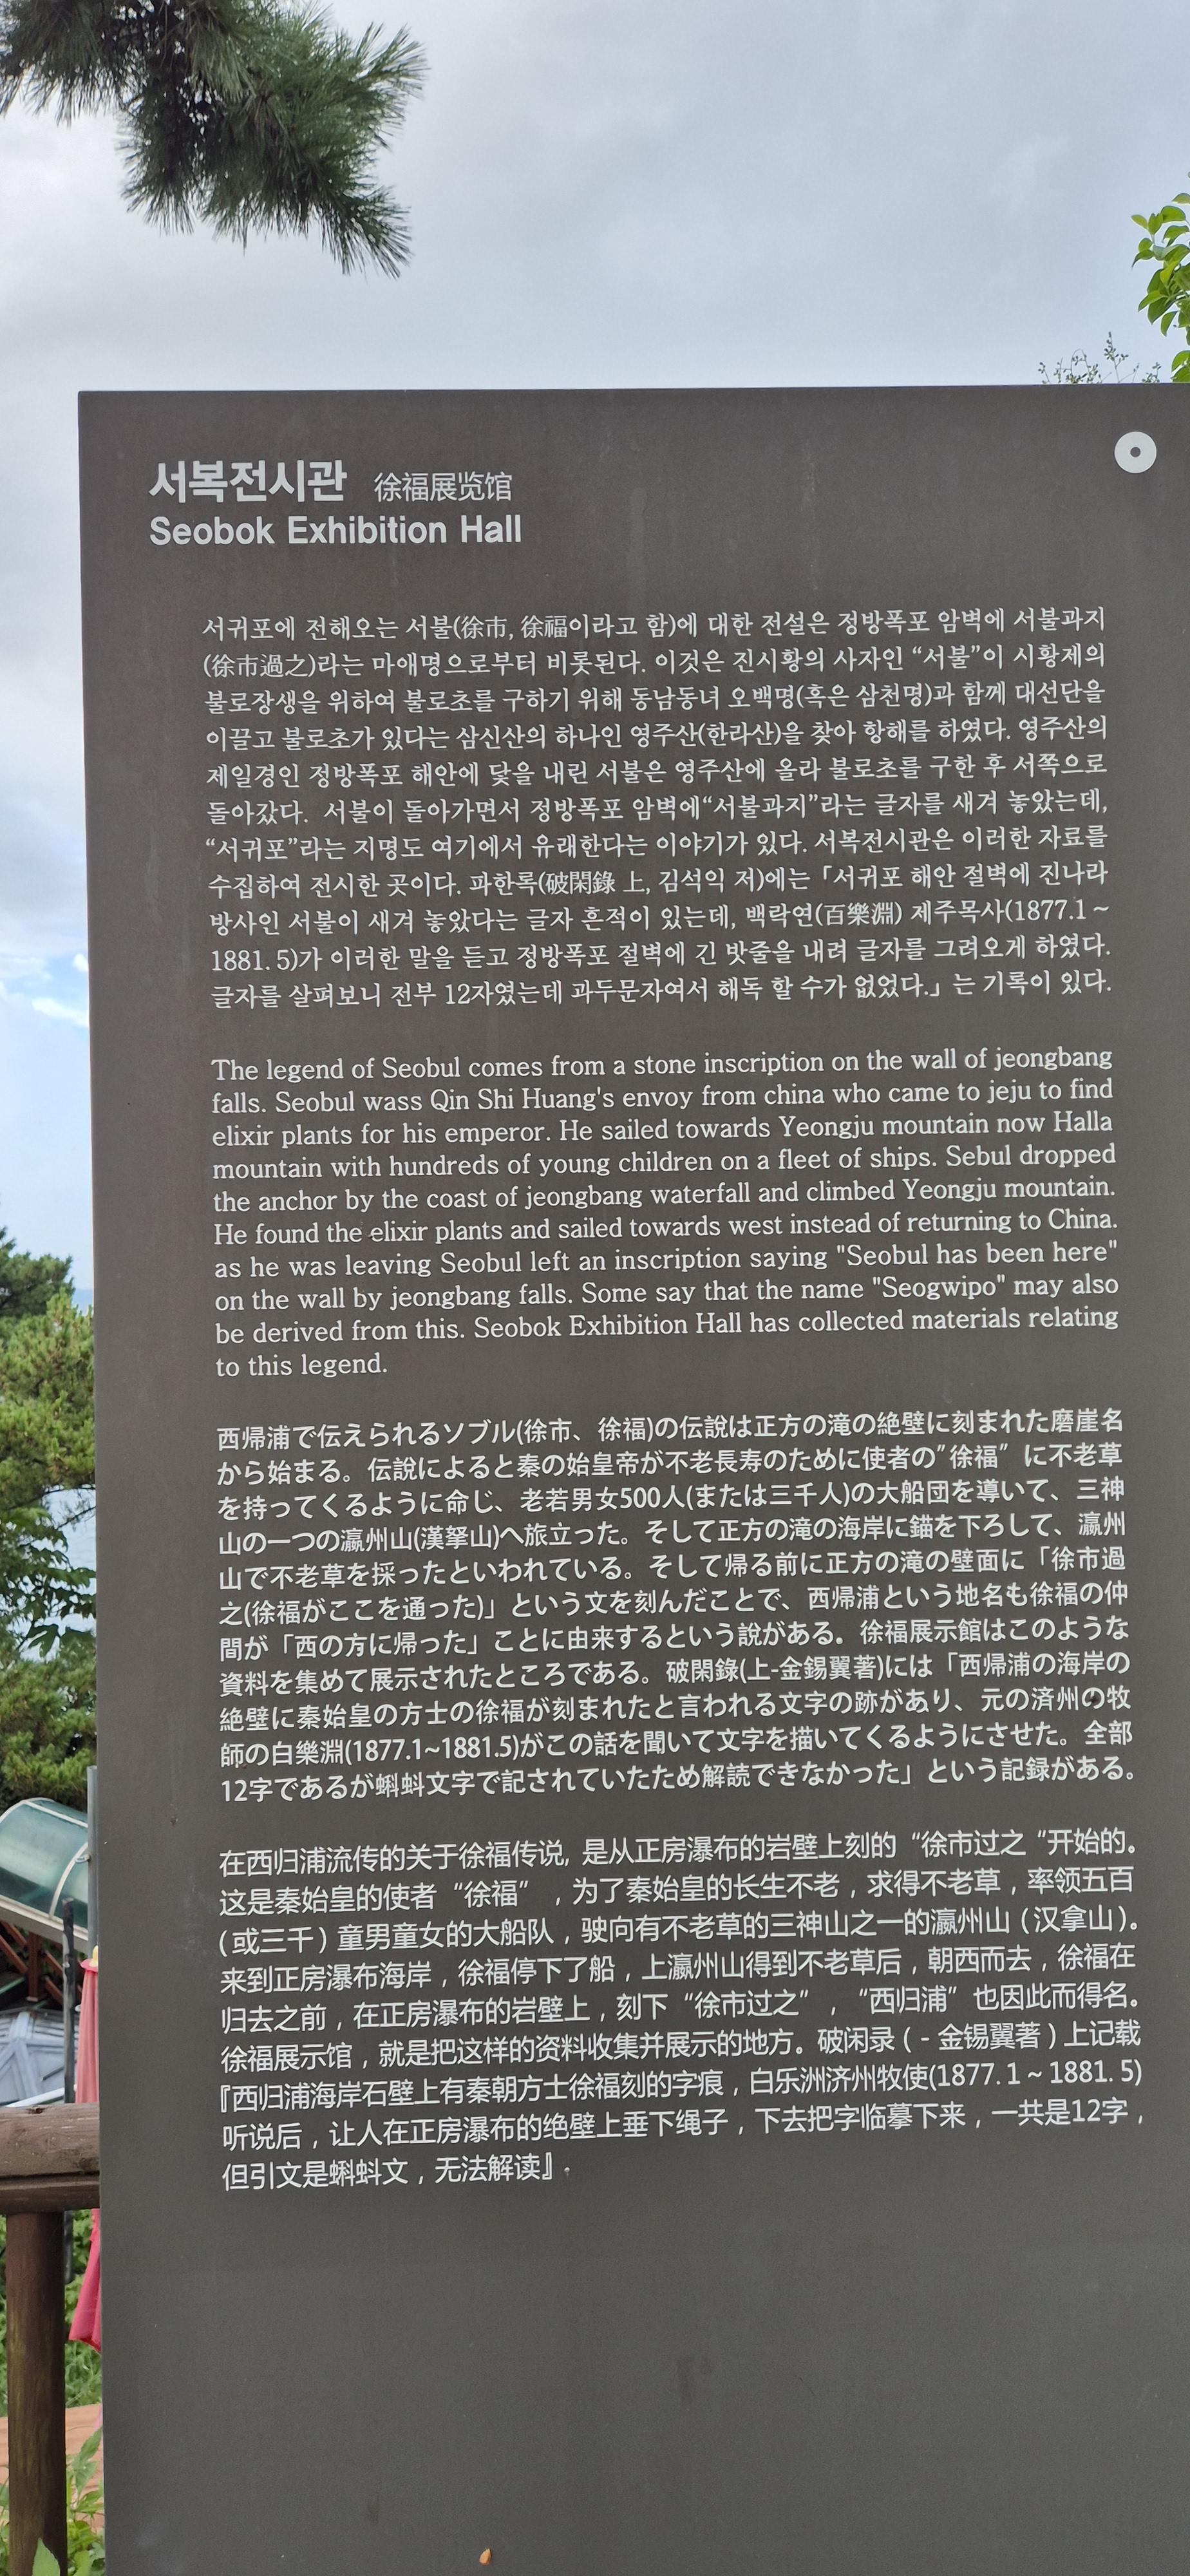 서복전시관 徐福展览馆
Seobok Exhibition Hall
서귀포에 전해오는 서불(徐市, 徐福이라고 함)에 대한 전설은 정방폭포 암벽에 서불과지
(徐市過之)라는 마애명으로부터 비롯된다. 이것은 진시황의 사자인 “서불”이 시황제의
불로장생을 위하여 불로초를 구하기 위해 동남동녀 오백명(혹은 삼천명)과 함께 대선단을
이끌고 불로초가 있다는 삼신산의 하나인 영주산(한라산)을 찾아 항해를 하였다. 영주산의
제일경인 정방폭포 해안에 닻을 내린 서불은 영주산에 올라 불로초를 구한 후 서쪽으로
돌아갔다. 서불이 돌아가면서 정방폭포 암벽에“서불과지”라는 글자를 새겨 놓았는데,
“서귀포”라는 지명도 여기에서 유래한다는 이야기가 있다. 서복전시관은 이러한 자료를
수집하여 전시한 곳이다. 파한록(破閑錄 上, 김석익 저)에는「서귀포 해안 절벽에 진나라
방사인 서불이 새겨 놓았다는 글자 흔적이 있는데, 백락연(百樂淵) 제주목사(1877.1~
1881. 5)가 이러한 말을 듣고 정방폭포 절벽에 긴 밧줄을 내려 글자를 그려오게 하였다.
글자를 살펴보니 전부 12자였는데 과두문자여서 해독 할 수가 없었다.」는 기록이 있다.
The legend of Seobul comes from a stone inscription on the wall of jeongbang
falls. Seobul wass Qin Shi Huang's envoy from china who came to jeju to find
elixir plants for his emperor. He sailed towards Yeongju mountain now Halla
mountain with hundreds of young children on a fleet of ships. Sebul dropped
the anchor by the coast of jeongbang waterfall and climbed Yeongju mountain.
He found the elixir plants and sailed towards west instead of returning to China.
as he was leaving Seobul left an inscription saying "Seobul has been here"
on the wall by jeongbang falls. Some say that the name "Seogwipo" may also
be derived from this. Seobok Exhibition Hall has collected materials relating
to this legend.
西帰浦で伝えられるソブル(徐市、徐福)の伝說は正方の滝の絶壁に刻まれた磨崖名
から始まる。伝説によると秦の始皇帝が不老長寿のために使者の”徐福”に不老草
を持ってくるように命じ、老若男女500人(または三千人)の大船団を導いて、三神
山の一つの瀛州山(漢拏山)へ旅立った。そして正方の滝の海岸に錨を下ろして、瀛州
山で不老草を採ったといわれている。そして帰る前に正方の滝の壁面に「徐市過
之(徐福がここを通った)」という文を刻んだことで、西帰浦という地名も徐福の仲
間が「西の方に帰った」ことに由来するという說がある。徐福展示館はこのような
資料を集めて展示されたところである。破閑錄(上-金錫翼著)には「西帰浦の海岸の
絶壁に秦始皇の方士の徐福が刻まれたと言われる文字の跡があり、元の済州の牧
師の白樂淵(1877.1~1881.5)がこの話を聞いて文字を描いてくるようにさせた。全部
12字であるが蝌蚪文字で記されていたため解読できなかった」という記録がある。
在西归浦流传的关于徐福传说, 是从正房瀑布的岩壁上刻的“徐市过之“开始的。
这是秦始皇的使者“徐福”，为了秦始皇的长生不老，求得不老草，率领五百
(或三千) 童男童女的大船队，驶向有不老草的三神山之一的瀛州山 (汉拿山)。
来到正房瀑布海岸，徐福停下了船，上瀛州山得到不老草后，朝西而去，徐福在
归去之前，在正房瀑布的岩壁上，刻下“徐市过之”，“西归浦”也因此而得名。
徐福展示馆，就是把这样的资料收集并展示的地方。破闲录 ( - 金锡翼著 ) 上记载
『西归浦海岸石壁上有秦朝方士徐福刻的字痕，白乐洲济州牧使(1877. 1 ~ 1881. 5)
听说后，让人在正房瀑布的绝壁上垂下绳子，下去把字临摹下来，一共是12字，
但引文是蝌蚪文，无法解读』.